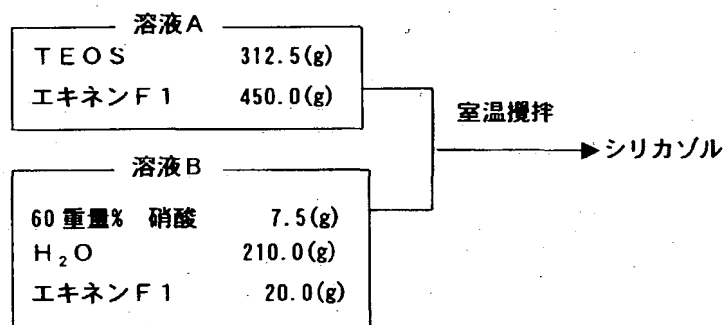 溶液A
TEOS 312.5(g)
エキネンF1 450.0(g)
室温攪拌
シリカゾル
溶液B
60重量% 硝酸 7.5(g)
H₂O 210.0(g)
エキネンF1 20.0(g)